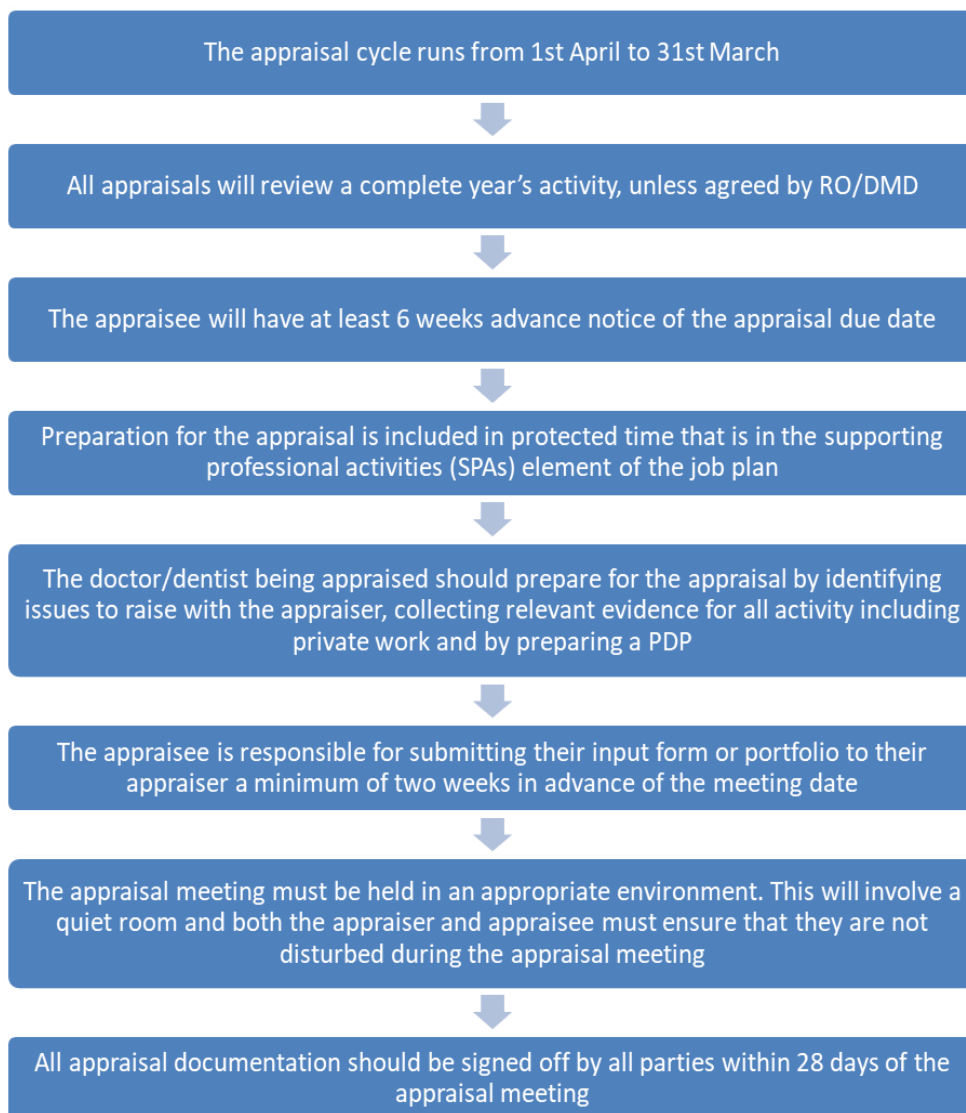 The appraisal cycle runs from 1st April to 31st March
All appraisals will review a complete year’s activity, unless agreed by RO/DMD
The appraisee will have at least 6 weeks advance notice of the appraisal due date
Preparation for the appraisal is included in protected time that is in the supporting
professional activities (SPAs) element of the job plan
The doctor/dentist being appraised should prepare for the appraisal by identifying
issues to raise with the appraiser, collecting relevant evidence for all activity including
private work and by preparing a PDP
The appraisee is responsible for submitting their input form or portfolio to their
appraiser a minimum of two weeks in advance of the meeting date
The appraisal meeting must be held in an appropriate environment. This will involve a
quiet room and both the appraiser and appraisee must ensure that they are not
disturbed during the appraisal meeting
All appraisal documentation should be signed off by all parties within 28 days of the
appraisal meeting